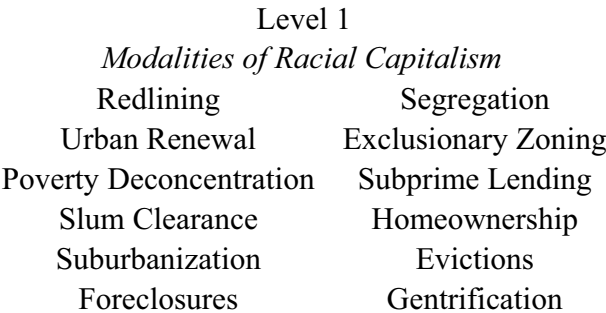 Level 1
Modalities of Racial Capitalism
Redlining Segregation
Urban Renewal Exclusionary Zoning
Poverty Deconcentration Subprime Lending
Slum Clearance Homeownership
Suburbanization Evictions
Foreclosures Gentrification